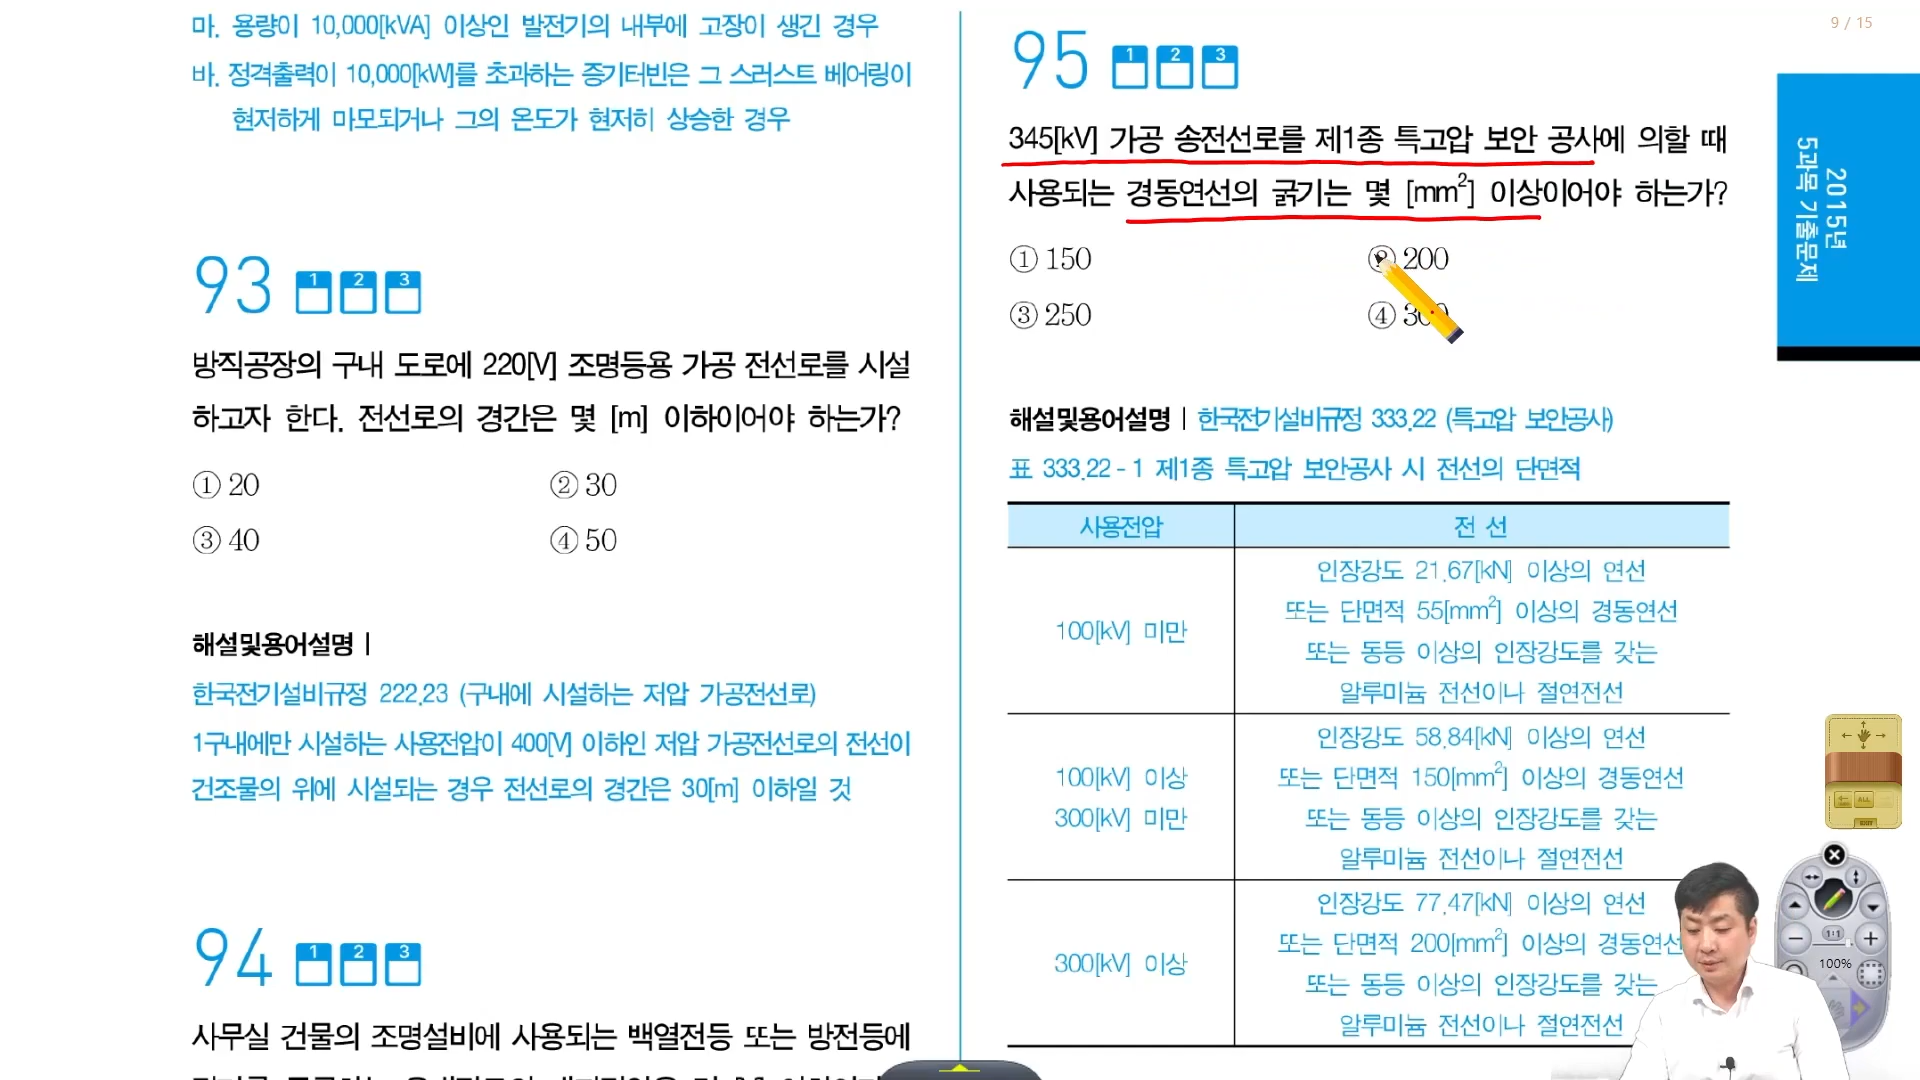 마. 용량이 10,000[kVA] 이상인 발전기의 내부에 고장이 생긴 경우
바. 정격출력이 10,000[kW]를 초과하는 증기터빈은 그 스러스트 베어링이
현저하게 마모되거나 그의 온도가 현저히 상승한 경우
93 1 2 3
방직공장의 구내 도로에 220[V] 조명등용 가공 전선로를 시설
하고자 한다. 전선로의 경간은 몇 [m] 이하이어야 하는가?
① 20 ② 30
③ 40 ④ 50
해설및용어설명 |
한국전기설비규정 222.23 (구내에 시설하는 저압 가공전선로)
1구내에만 시설하는 사용전압이 400[V] 이하인 저압 가공전선로의 전선이
건조물의 위에 시설되는 경우 전선로의 경간은 30[m] 이하일 것
94 1 2 3
사무실 건물의 조명설비에 사용되는 백열전등 또는 방전등에
95 1 2 3
345[kV] 가공 송전선로를 제1종 특고압 보안 공사에 의할 때
사용되는 경동연선의 굵기는 몇 [mm²] 이상이어야 하는가?
① 150 ② 200
③ 250 ④ 300
해설및용어설명 | 한국전기설비규정 333.22 (특고압 보안공사)
표 333.22-1 제1종 특고압 보안공사 시 전선의 단면적
사용전압 전 선
100[kV] 미만
인장강도 21.67[kN] 이상의 연선
또는 단면적 55[mm²] 이상의 경동연선
또는 동등 이상의 인장강도를 갖는
알루미늄 전선이나 절연전선
100[kV] 이상
300[kV] 미만
인장강도 58.84[kN] 이상의 연선
또는 단면적 150[mm²] 이상의 경동연선
또는 동등 이상의 인장강도를 갖는
알루미늄 전선이나 절연전선
300[kV] 이상
인장강도 77.47[kN] 이상의 연선
또는 단면적 200[mm²] 이상의 경동연선
또는 동등 이상의 인장강도를 갖는
알루미늄 전선이나 절연전선
9 / 15
2015년
5과목 기출문제
ALL
EXIT
1:1
100%